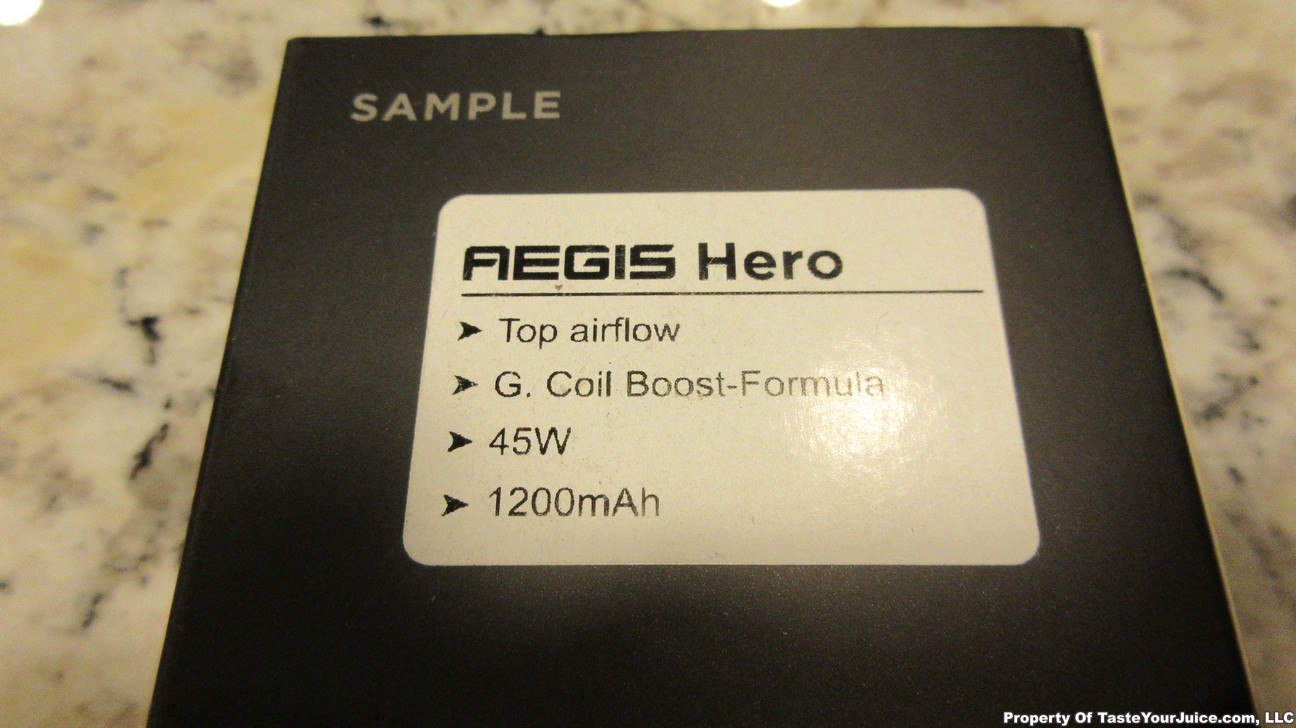 SAMPLE
AEGIS Hero
➤ Top airflow
➤ G. Coil Boost-Formula
➤ 45W
➤ 1200mAh
Property Of TasteYourJuice.com, LLC